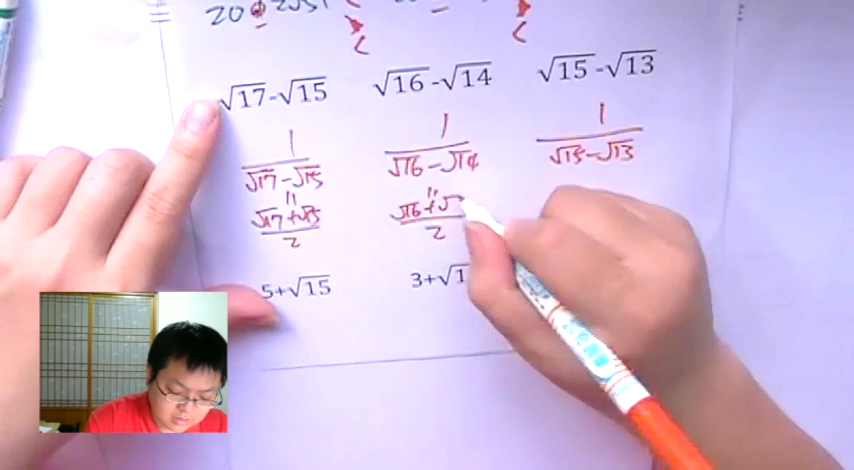 √17-√15 √16-√14 √15-√13
1 1 1
√17-√15 √16-√14 √15-√13
" "
√17+√15 √16+√
2 2
5+√15 3+√1